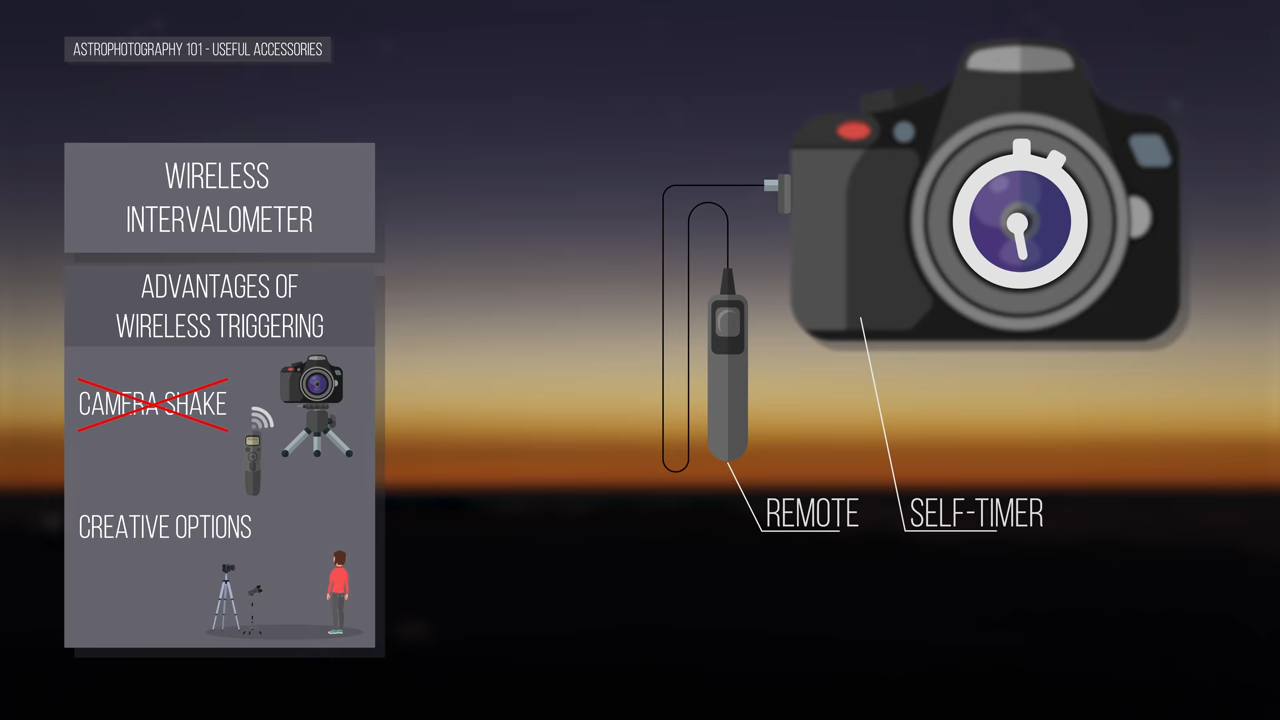 ASTROPHOTOGRAPHY 101 - USEFUL ACCESSORIES
WIRELESS
INTERVALOMETER
ADVANTAGES OF
WIRELESS TRIGGERING
CAMERA SHAKE
CREATIVE OPTIONS
REMOTE
SELF-TIMER